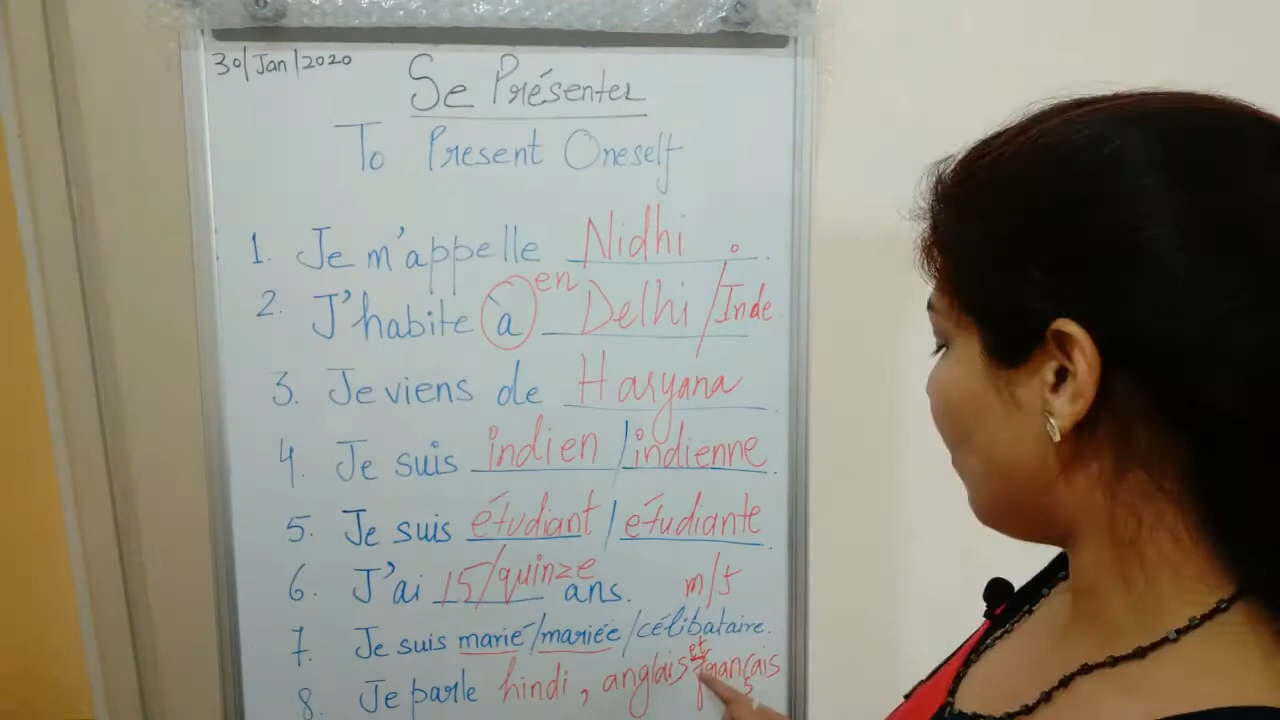 30/Jan/2020
Se Présenter
To Present Oneself
1. Je m'appelle Nidhi.
2. J'habite à en Delhi/Inde
3. Je viens de Haryana.
4. Je suis indien/indienne.
5. Je suis étudiant/étudiante.
6. J'ai 15/quinze ans. m/f
7. Je suis marié/mariée/célibataire.
8. Je parle hindi, anglais et français